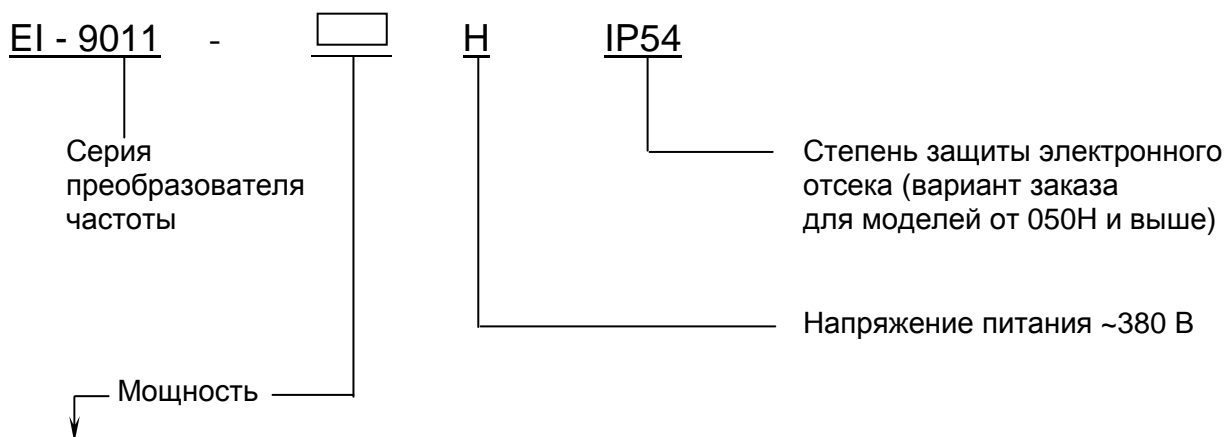 EI - 9011 - H IP54
Серия
преобразователя
частоты
Степень защиты электронного
отсека (вариант заказа
для моделей от 050Н и выше)
Напряжение питания ~380 В
Мощность